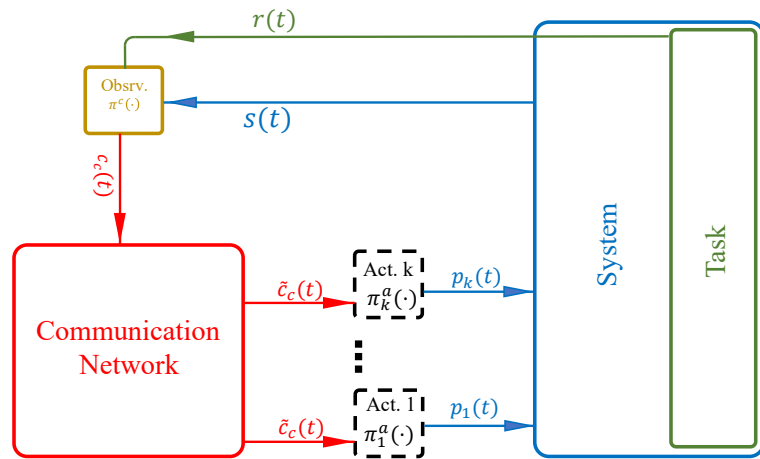 r(t)
Obsrv.
π^c(·)
s(t)
c_c(t)
System
Task
Communication
Network
c̃_c(t)
Act. k
π_k^a(·)
p_k(t)
c̃_c(t)
Act. 1
π_1^a(·)
p_1(t)